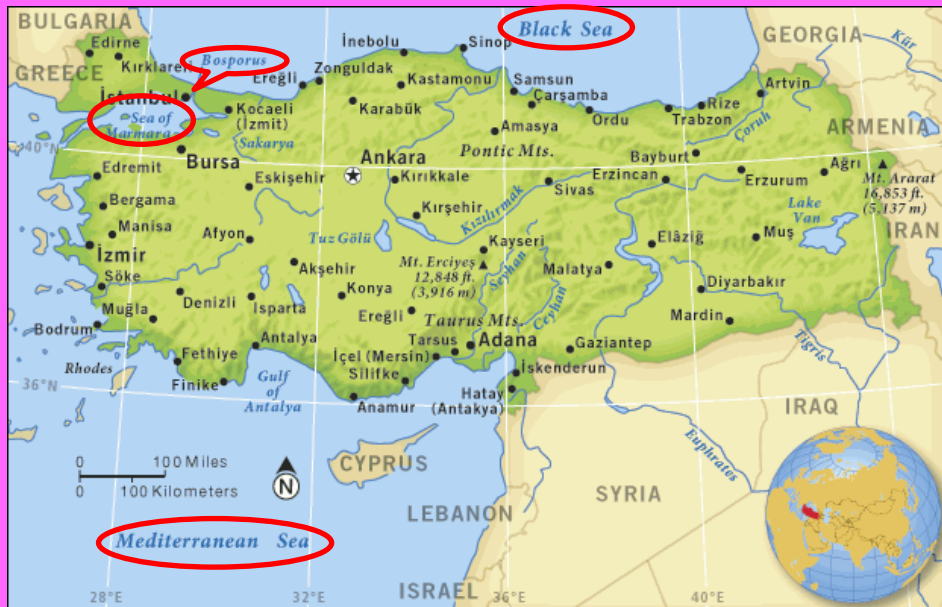 BULGARIA
Black Sea
GEORGIA
Kür
Edirne
İnebolu
Sinop
Kırklareli
Bosporus
GREECE
Ereğli
Zonguldak
Kastamonu
Samsun
Artvin
İstanbul
Kocaeli
(İzmit)
Karabük
Çarşamba
Rize
Sea of
Marmara
Ordu
Trabzon
Çoruh
ARMENIA
Sakarya
Amasya
40°N
Bursa
Ankara
Pontic Mts.
Bayburt
Ağrı
Mt. Ararat
16,853 ft.
(5,137 m)
Edremit
Eskişehir
Kırıkkale
Sivas
Erzincan
Erzurum
Bergama
Kırşehir
Kızılırmak
Lake
Van
Manisa
Afyon
Tuz Gölü
Kayseri
Elâziğ
Muş
IRAN
İzmir
Akşehir
Mt. Erciyeş
12,848 ft.
(3,916 m)
Seyhan
Malatya
Söke
Denizli
Isparta
Konya
Ceyhan
Diyarbakır
Muğla
Ereğli
Taurus Mts.
Mardin
Bodrum
Antalya
Tarsus
Adana
Gaziantep
Tigris
Rhodes
Fethiye
İçel (Mersin)
Silifke
İskenderun
Finike
Gulf
of
Antalya
Hatay
(Antakya)
36°N
Anamur
IRAQ
0 100 Miles
0 100 Kilometers
N
CYPRUS
Euphrates
SYRIA
LEBANON
Mediterranean Sea
ISRAEL
28°E
32°E
36°E
40°E